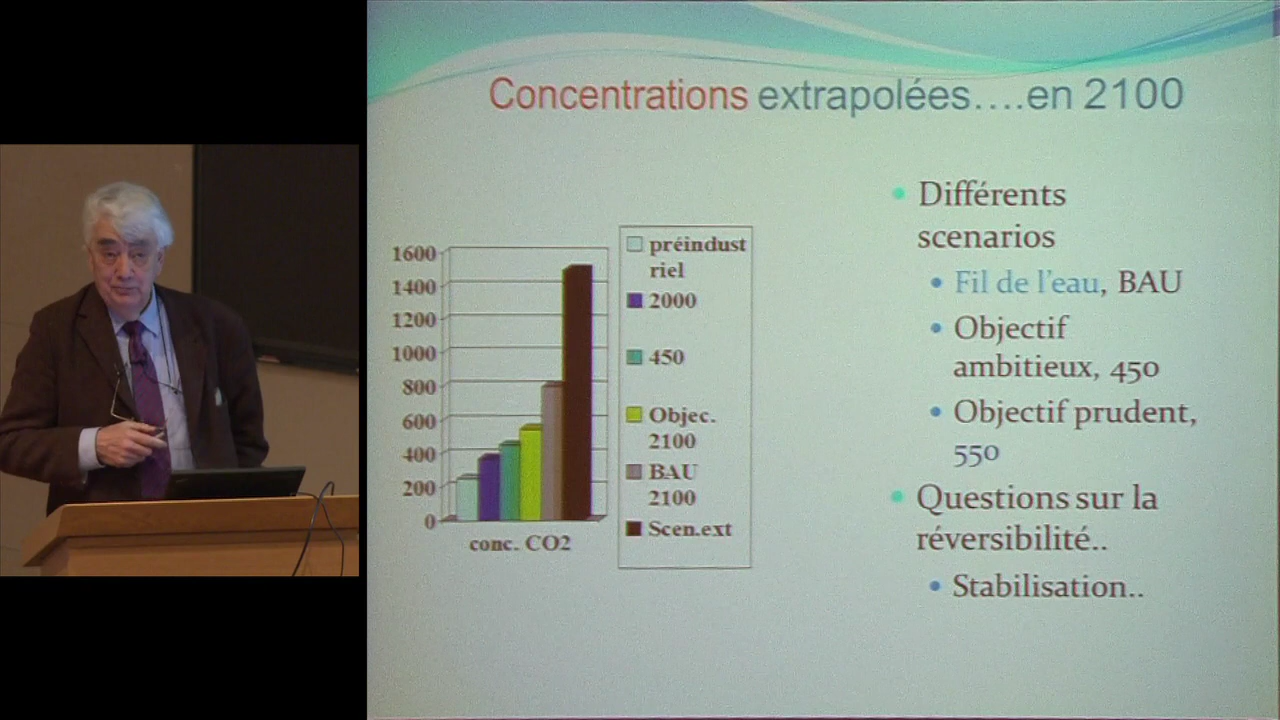 Concentrations extrapolées....en 2100
1600
1400
1200
1000
800
600
400
200
0
conc. CO2
préindust
riel
2000
450
Objec.
2100
BAU
2100
Scen.ext
• Différents
scenarios
• Fil de l'eau, BAU
• Objectif
ambitieux, 450
• Objectif prudent,
550
• Questions sur la
réversibilité..
• Stabilisation..